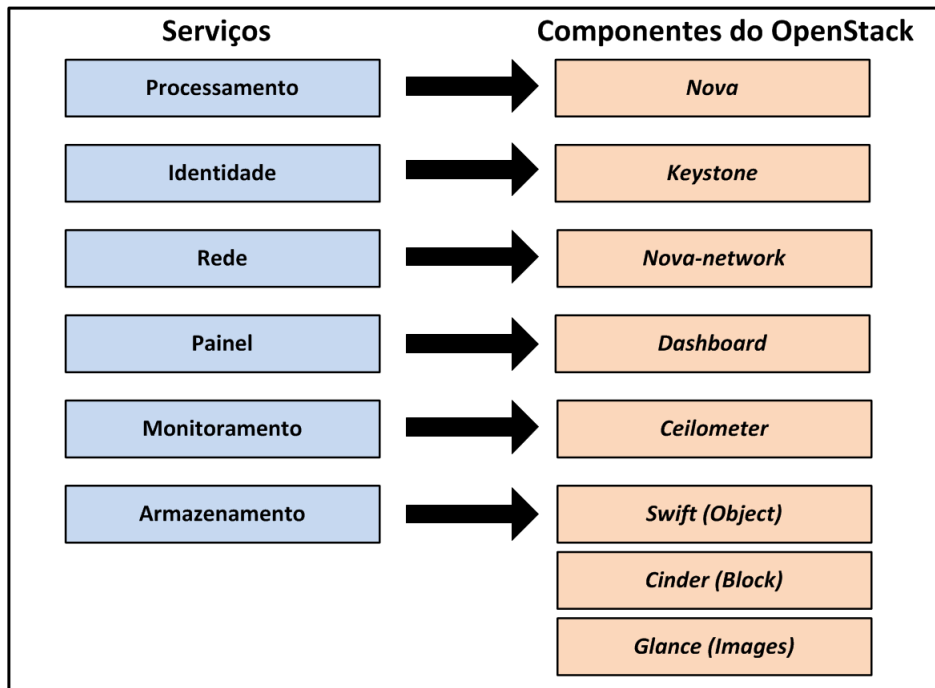 Serviços
Componentes do OpenStack
Processamento
Nova
Identidade
Keystone
Rede
Nova-network
Painel
Dashboard
Monitoramento
Ceilometer
Armazenamento
Swift (Object)
Cinder (Block)
Glance (Images)